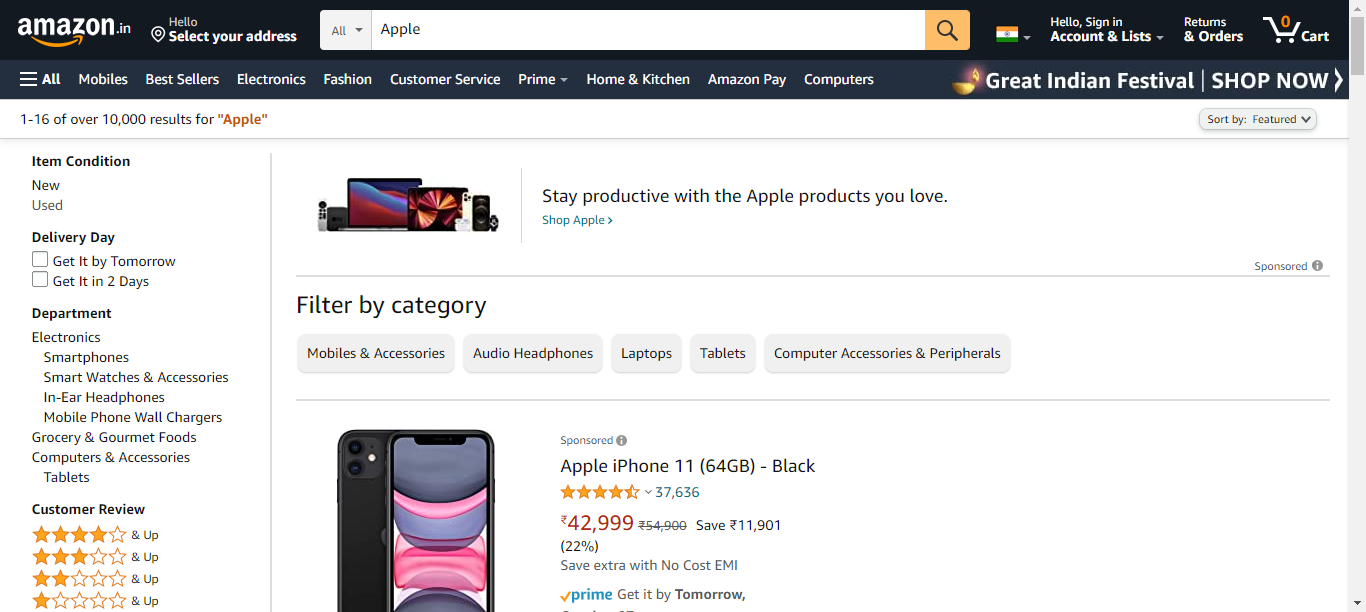 amazon.in
Hello
Select your address
All
Apple
Hello, Sign in
Account & Lists
Returns
& Orders
0
Cart
All
Mobiles
Best Sellers
Electronics
Fashion
Customer Service
Prime
Home & Kitchen
Amazon Pay
Computers
Great Indian Festival | SHOP NOW
1-16 of over 10,000 results for "Apple"
Sort by: Featured
Item Condition
New
Used
Delivery Day
Get It by Tomorrow
Get It in 2 Days
Department
Electronics
Smartphones
Smart Watches & Accessories
In-Ear Headphones
Mobile Phone Wall Chargers
Grocery & Gourmet Foods
Computers & Accessories
Tablets
Customer Review
& Up
& Up
& Up
& Up
Stay productive with the Apple products you love.
Shop Apple ›
Sponsored
Filter by category
Mobiles & Accessories
Audio Headphones
Laptops
Tablets
Computer Accessories & Peripherals
Sponsored
Apple iPhone 11 (64GB) - Black
37,636
₹42,999 ₹54,900 Save ₹11,901
(22%)
Save extra with No Cost EMI
prime Get it by Tomorrow,